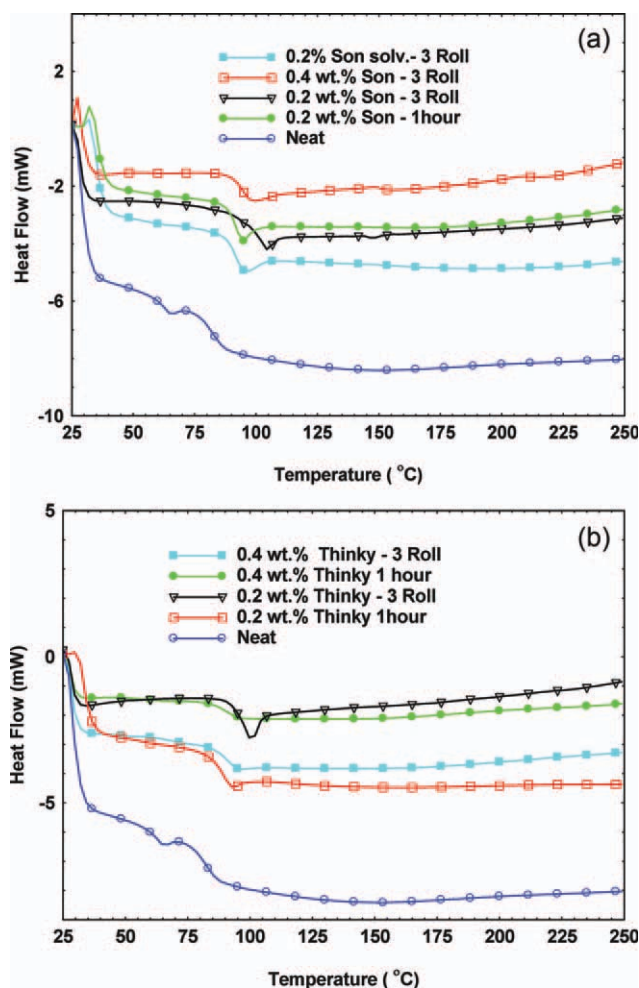 (a)
0.2% Son solv.- 3 Roll
0.4 wt.% Son - 3 Roll
0.2 wt.% Son - 3 Roll
0.2 wt.% Son - 1hour
Neat
Heat Flow (mW)
2
-2
-6
-10
25 50 75 100 125 150 175 200 225 250
Temperature ( °C)
(b)
0.4 wt.% Thinky - 3 Roll
0.4 wt.% Thinky 1 hour
0.2 wt.% Thinky - 3 Roll
0.2 wt.% Thinky 1hour
Neat
Heat Flow (mW)
5
0
-5
25 50 75 100 125 150 175 200 225 250
Temperature ( °C)